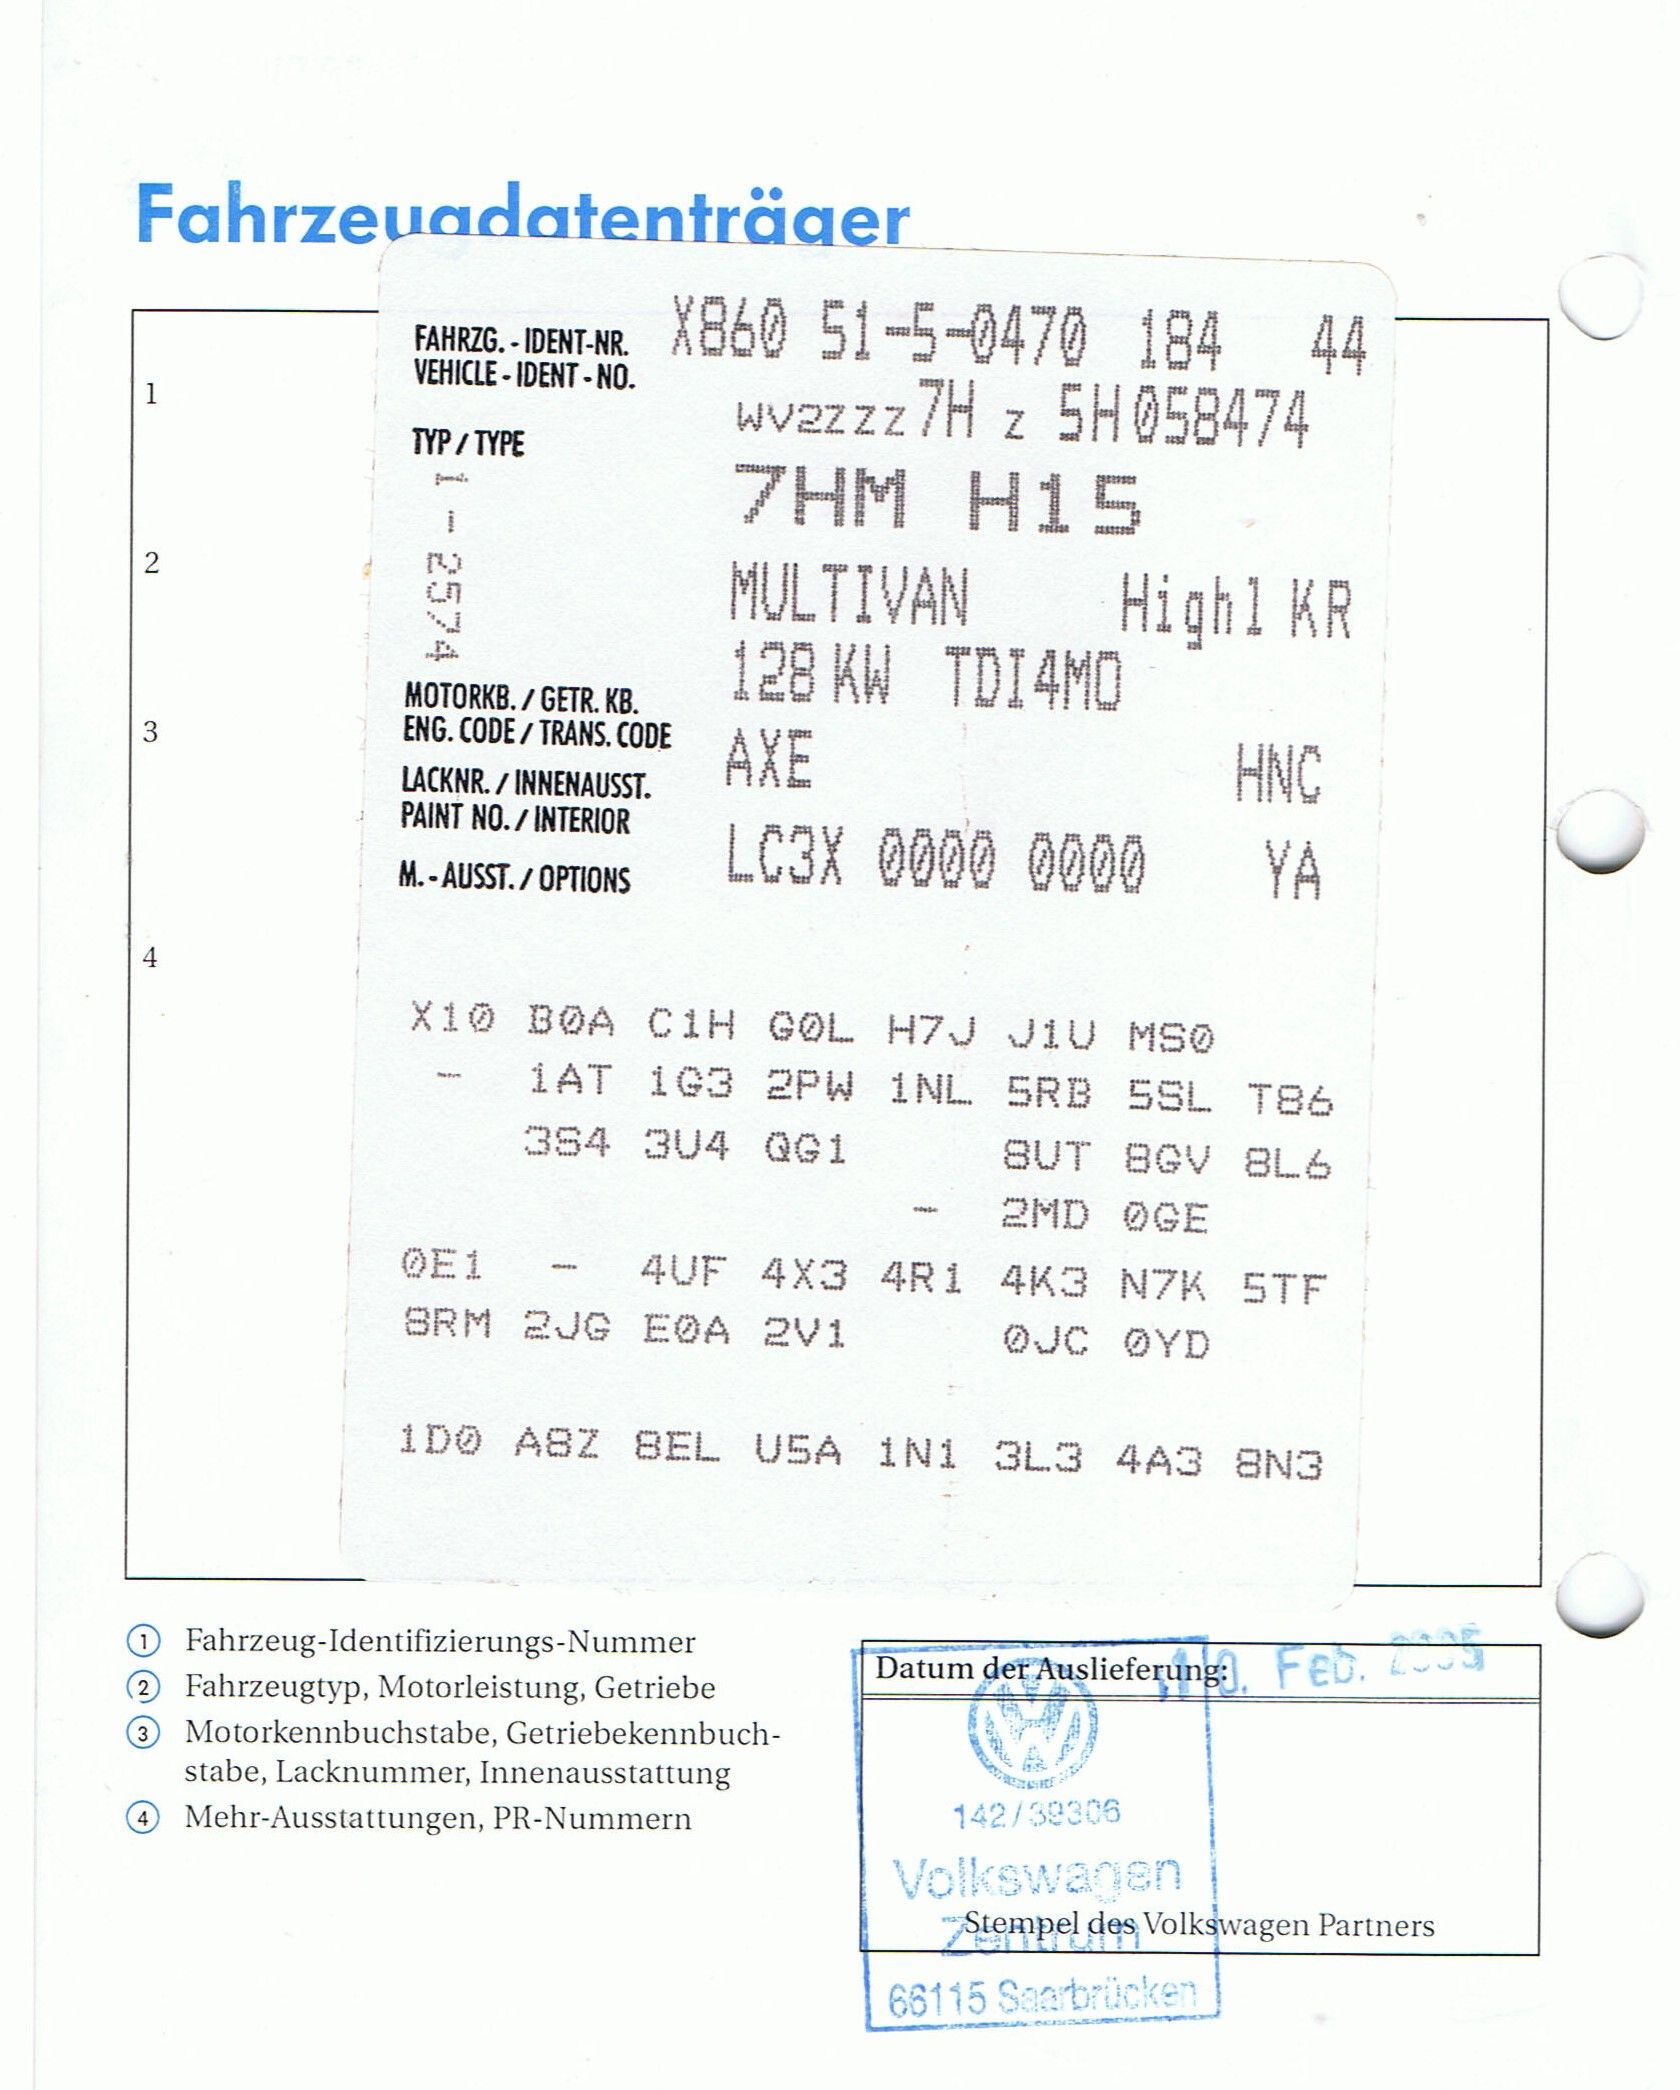 Fahrzeugdatenträger
FAHRZG. - IDENT-NR. X860 51-5-0470 184 44
VEHICLE - IDENT - NO.
1
WV2ZZZ 7H Z 5H058474
TYP / TYPE
7HM H15
1 - 2574
2
MULTIVAN Highl KR
128 KW TDI4MO
MOTORKB. / GETR. KB.
ENG. CODE / TRANS. CODE
3
AXE HNC
LACKNR. / INNENAUSST.
PAINT NO. / INTERIOR
LC3X 0000 0000 YA
M. - AUSST. / OPTIONS
4
X10 B0A C1H G0L H7J J1U MS0
- 1AT 1G3 2PW 1NL 5RB 5SL T86
3S4 3U4 QG1 8UT 8GV 8L6
- 2MD 0GE
0E1 - 4UF 4X3 4R1 4K3 N7K 5TF
8RM 2JG E0A 2V1 0JC 0YD
1D0 A8Z 8EL U5A 1N1 3L3 4A3 8N3
1 Fahrzeug-Identifizierungs-Nummer
2 Fahrzeugtyp, Motorleistung, Getriebe
3 Motorkennbuchstabe, Getriebekennbuch-
stabe, Lacknummer, Innenausstattung
4 Mehr-Ausstattungen, PR-Nummern
Datum der Auslieferung: 10. Feb. 2005
142/39306
Volkswagen
Zentrum
66115 Saarbrücken
Stempel des Volkswagen Partners